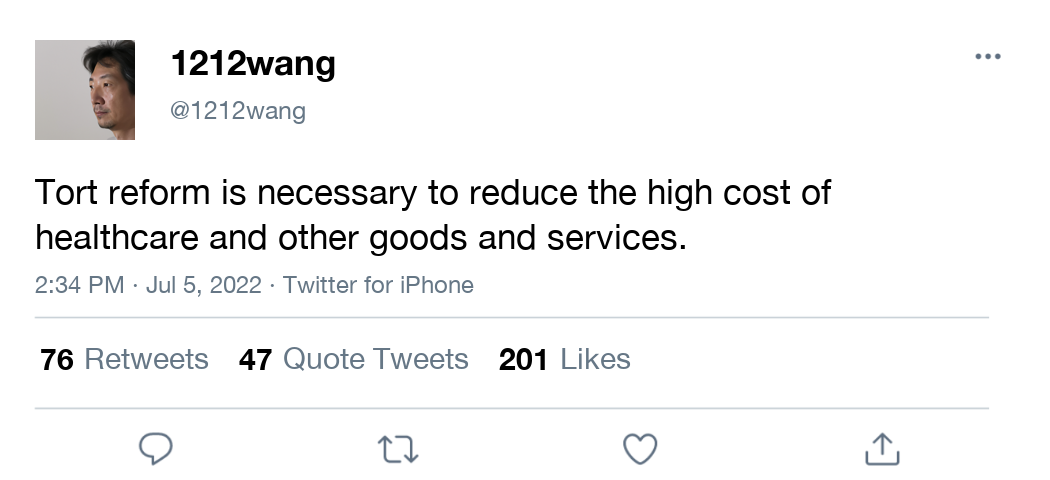 1212wang
@1212wang
Tort reform is necessary to reduce the high cost of
healthcare and other goods and services.
2:34 PM · Jul 5, 2022 · Twitter for iPhone
76 Retweets 47 Quote Tweets 201 Likes